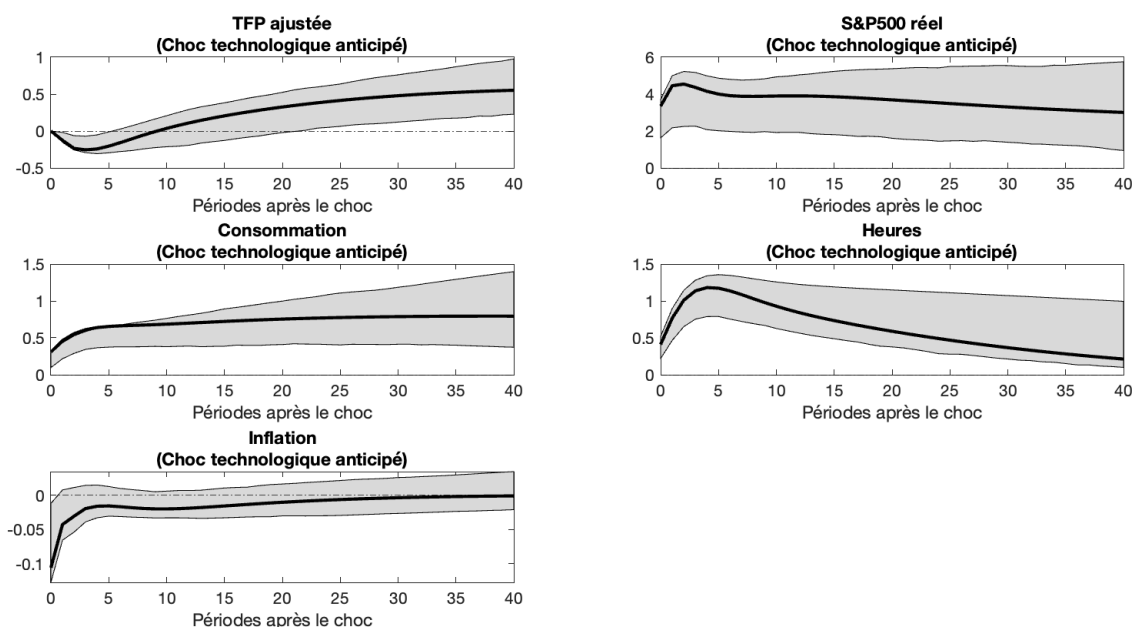 TFP ajustée
(Choc technologique anticipé)
1
0.5
0
-0.5
0 5 10 15 20 25 30 35 40
Périodes après le choc
S&P500 réel
(Choc technologique anticipé)
6
4
2
0
0 5 10 15 20 25 30 35 40
Périodes après le choc
Consommation
(Choc technologique anticipé)
1.5
1
0.5
0
0 5 10 15 20 25 30 35 40
Périodes après le choc
Heures
(Choc technologique anticipé)
1.5
1
0.5
0
0 5 10 15 20 25 30 35 40
Périodes après le choc
Inflation
(Choc technologique anticipé)
0
-0.05
-0.1
0 5 10 15 20 25 30 35 40
Périodes après le choc